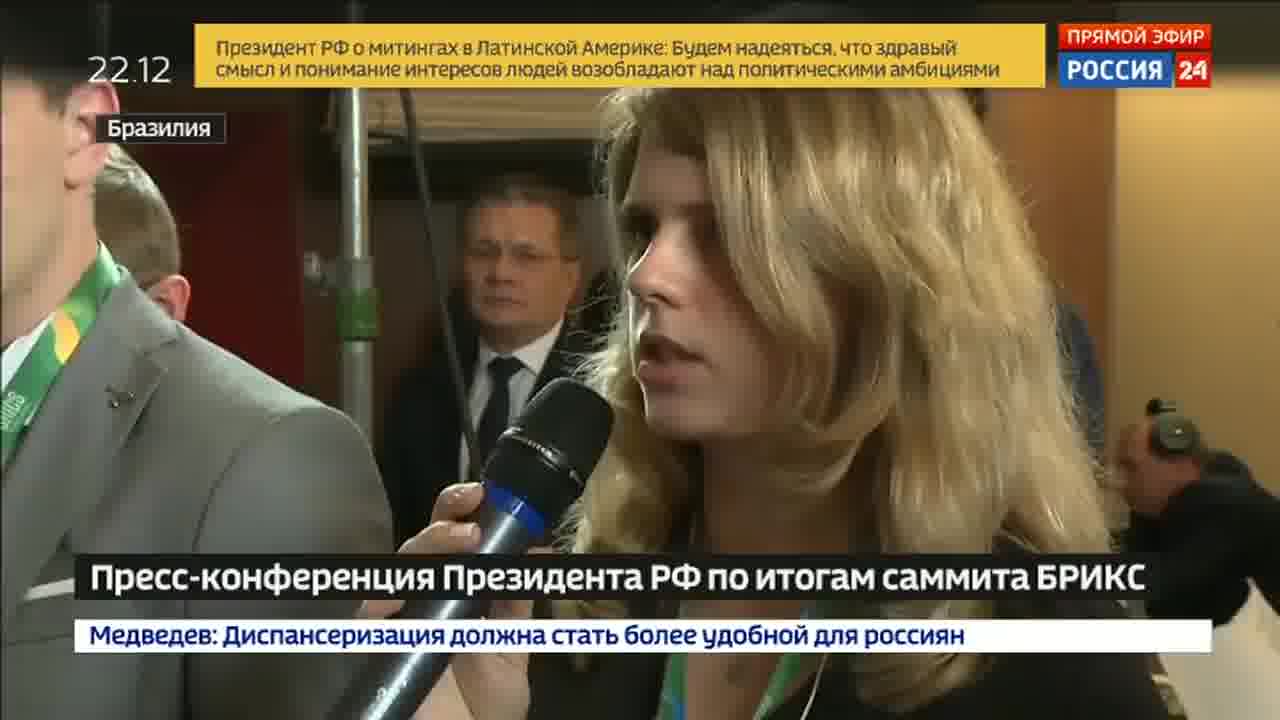 22.12
Президент РФ о митингах в Латинской Америке: Будем надеяться, что здравый
смысл и понимание интересов людей возобладают над политическими амбициями
ПРЯМОЙ ЭФИР
РОССИЯ 24
Бразилия
Пресс-конференция Президента РФ по итогам саммита БРИКС
Медведев: Диспансеризация должна стать более удобной для россиян